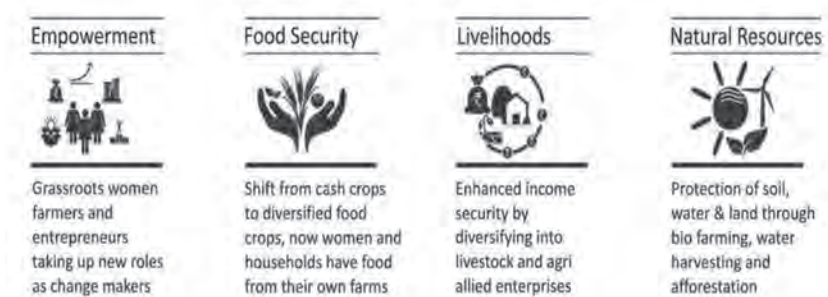 Empowerment
Grassroots women
farmers and
entrepreneurs
taking up new roles
as change makers
Food Security
Shift from cash crops
to diversified food
crops, now women and
households have food
from their own farms
Livelihoods
Enhanced income
security by
diversifying into
livestock and agri
allied enterprises
Natural Resources
Protection of soil,
water & land through
bio farming, water
harvesting and
afforestation